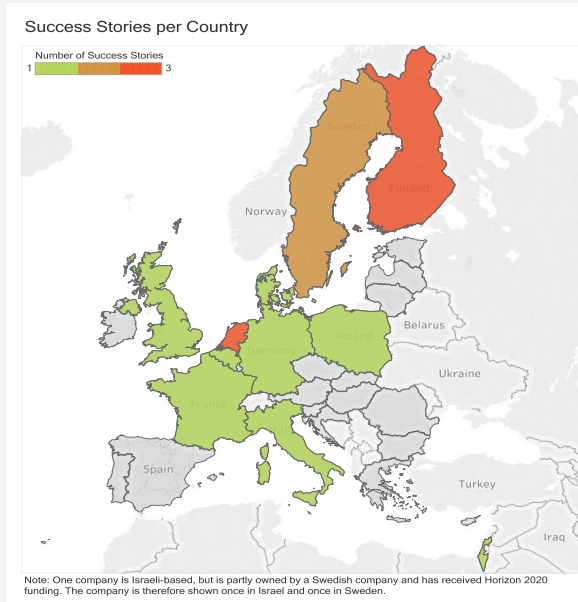 Success Stories per Country
Number of Success Stories
1 3
Sweden
Finland
Norway
Belarus
Poland
Germany
Ukraine
France
Spain
Turkey
Iraq
Note: One company is Israeli-based, but is partly owned by a Swedish company and has received Horizon 2020
funding. The company is therefore shown once in Israel and once in Sweden.